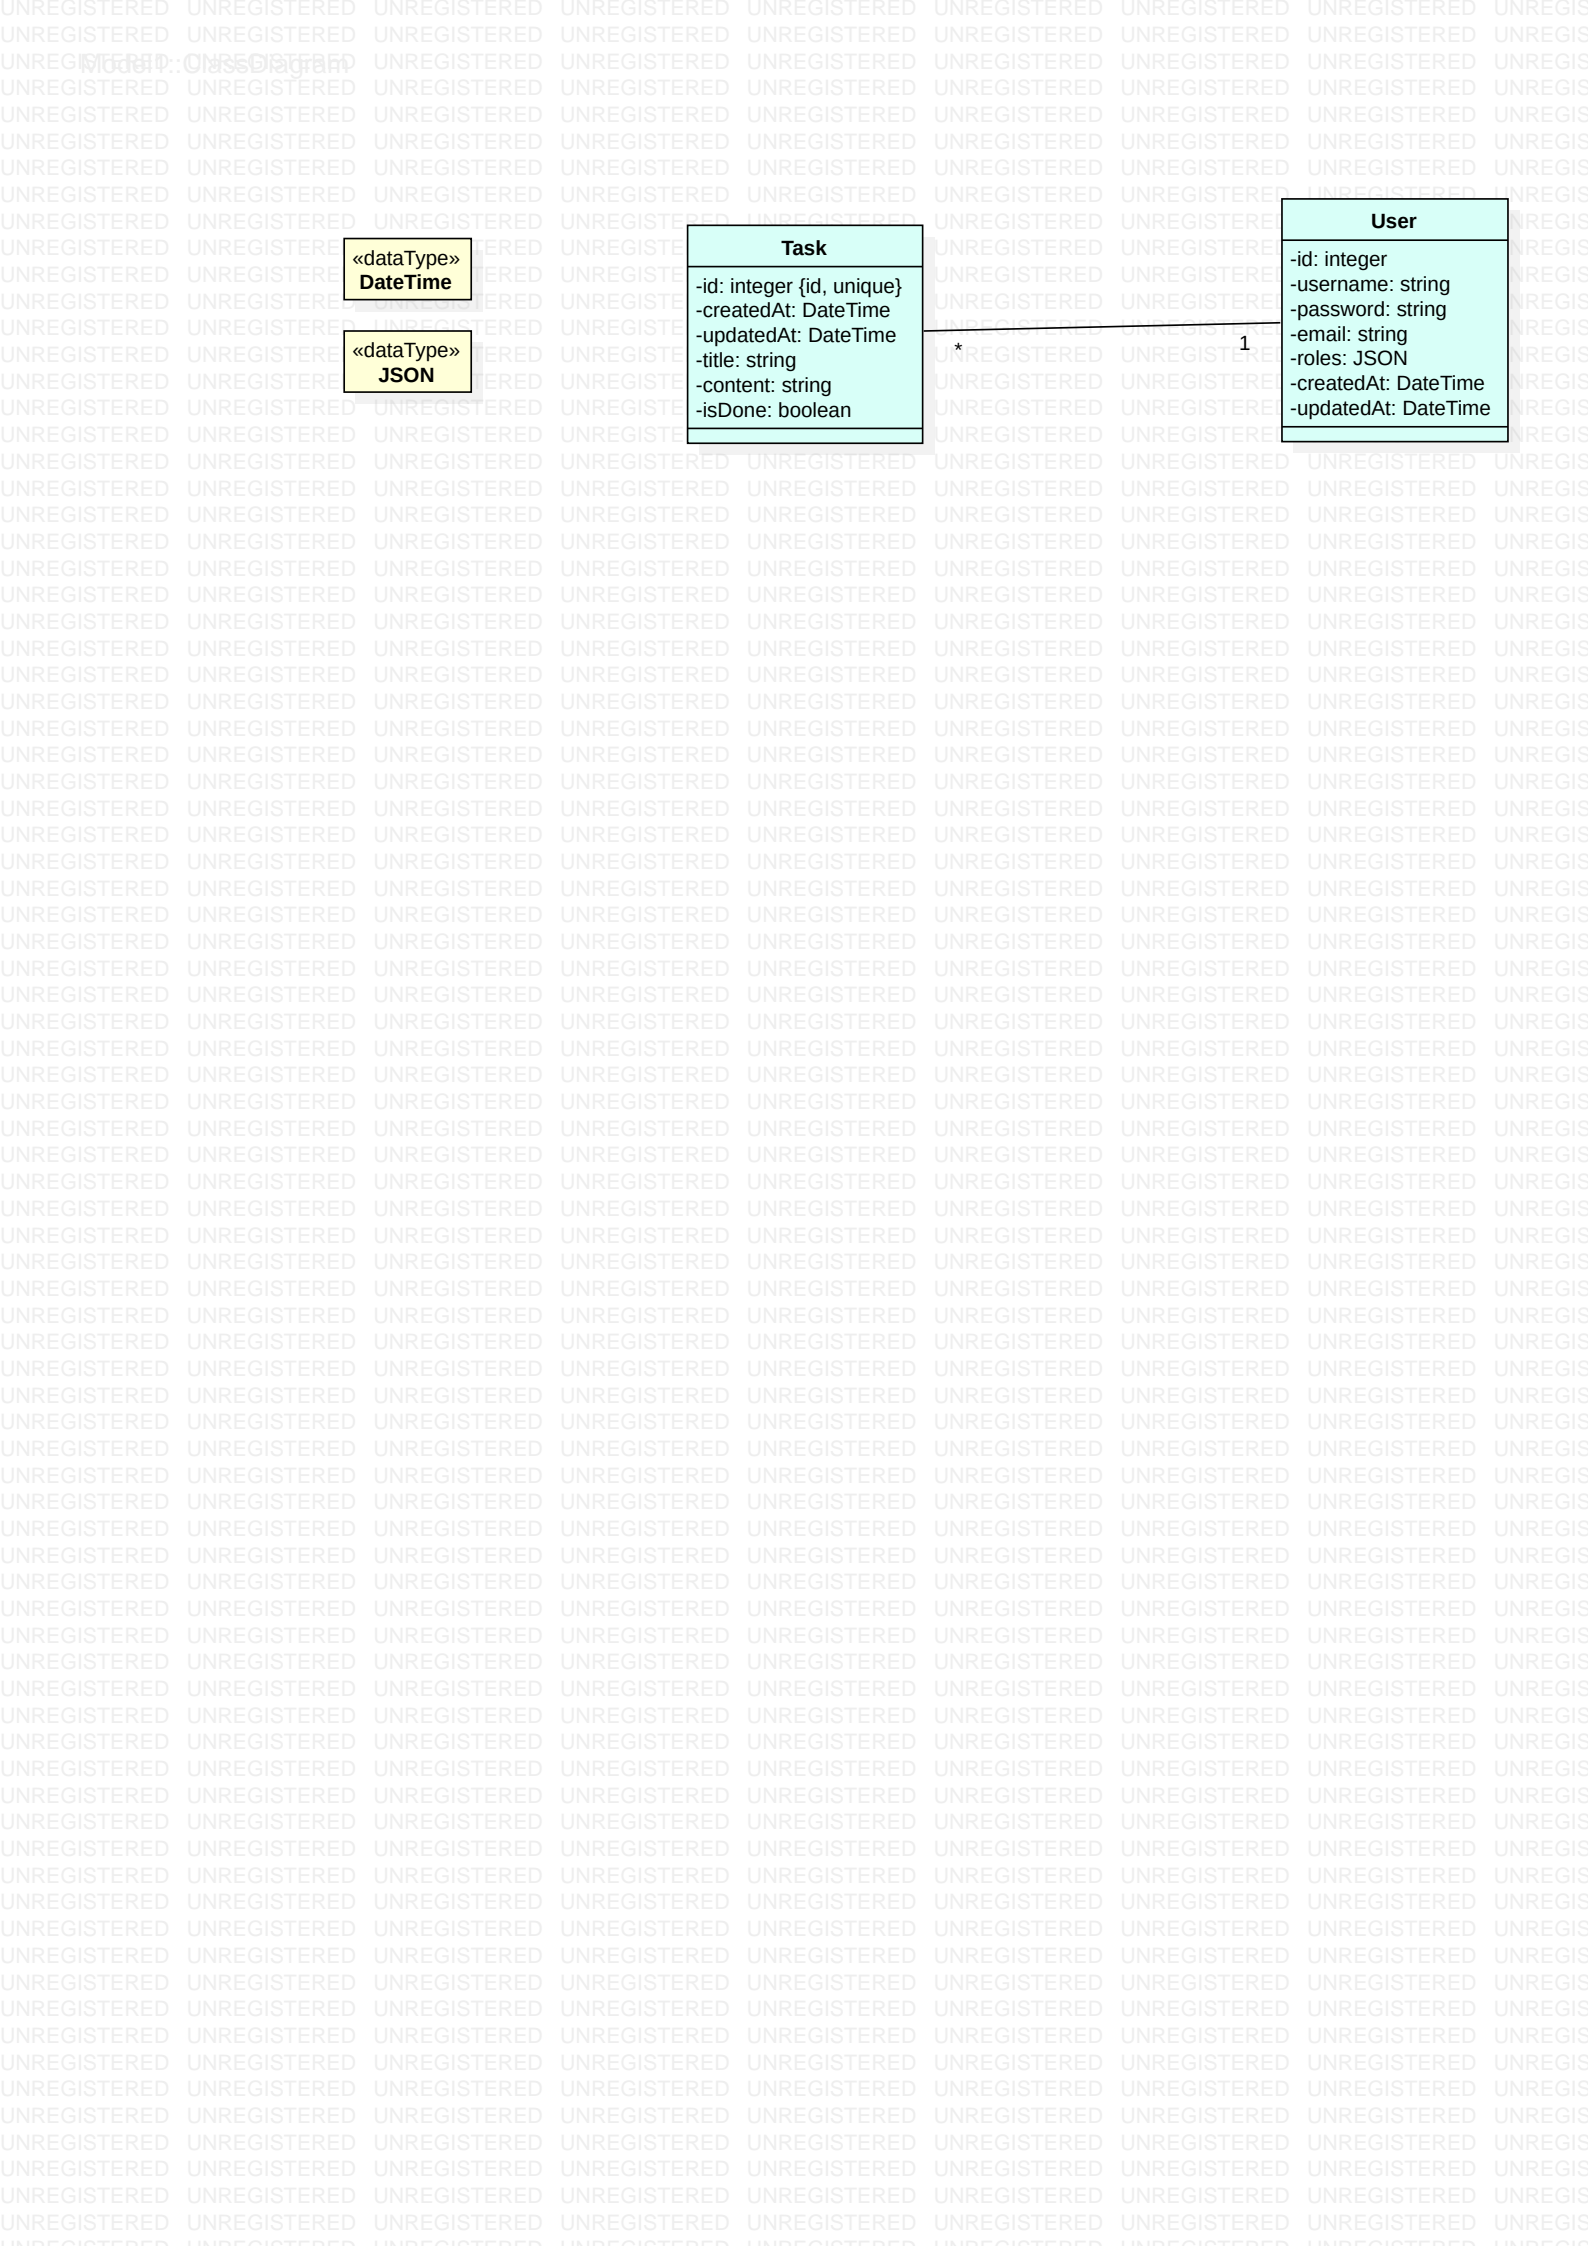 Model1::ClassDiagram
«dataType»
DateTime
«dataType»
JSON
Task
-id: integer {id, unique}
-createdAt: DateTime
-updatedAt: DateTime
-title: string
-content: string
-isDone: boolean
*
1
User
-id: integer
-username: string
-password: string
-email: string
-roles: JSON
-createdAt: DateTime
-updatedAt: DateTime
UNREGISTERED